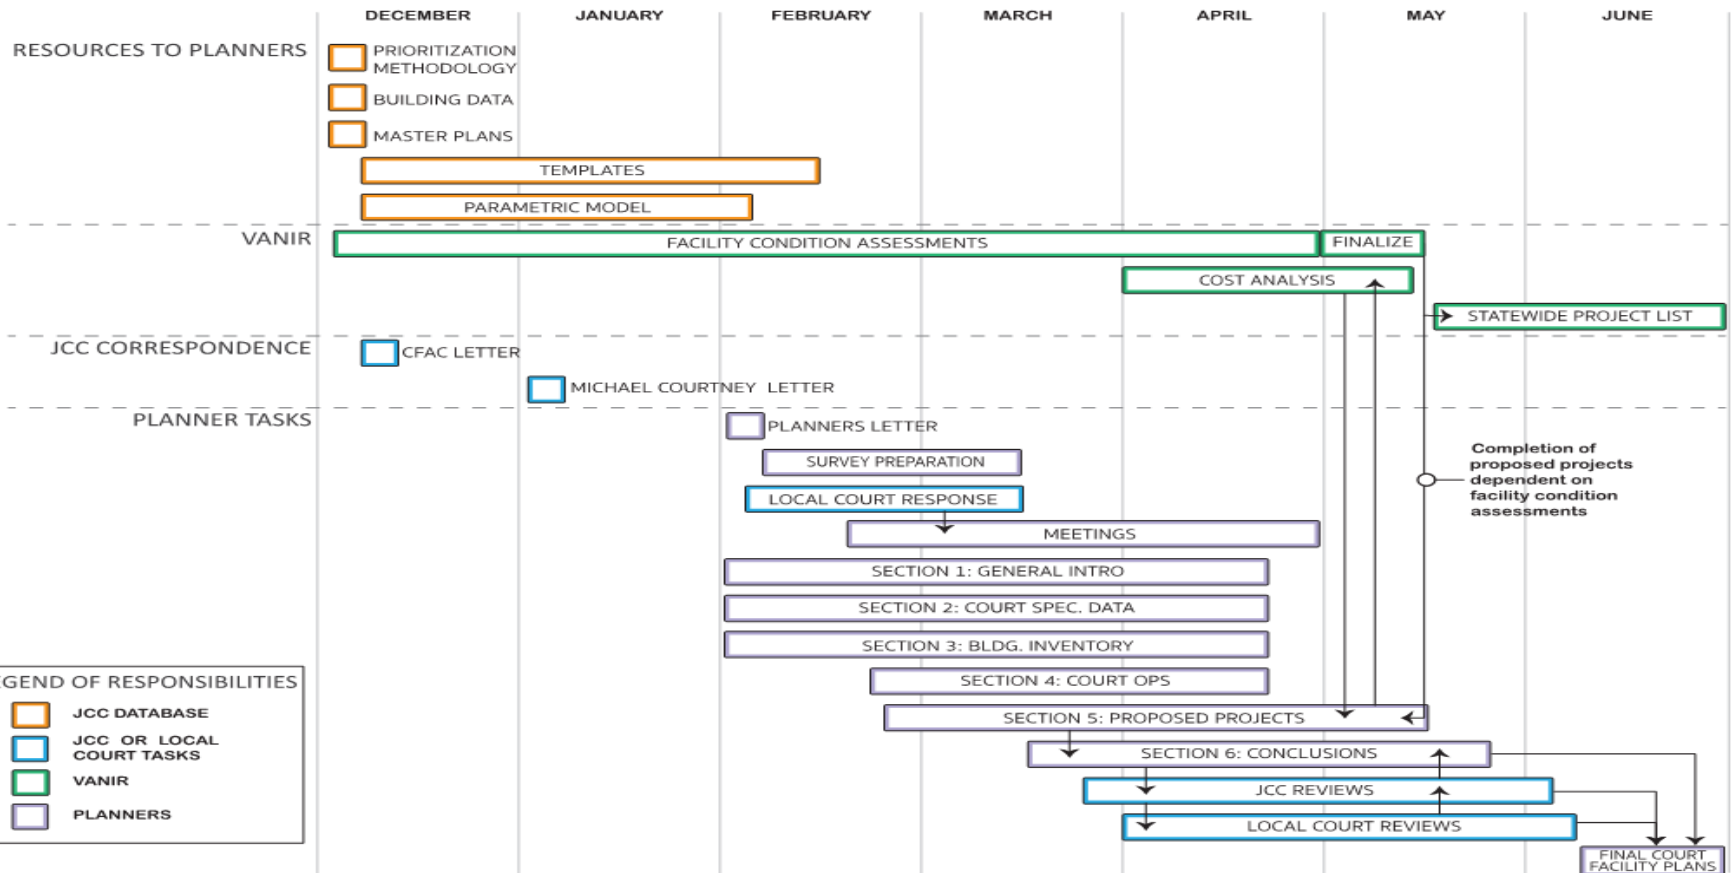 DECEMBER JANUARY FEBRUARY MARCH APRIL MAY JUNE
RESOURCES TO PLANNERS
PRIORITIZATION
METHODOLOGY
BUILDING DATA
MASTER PLANS
TEMPLATES
PARAMETRIC MODEL
VANIR
FACILITY CONDITION ASSESSMENTS
FINALIZE
COST ANALYSIS
STATEWIDE PROJECT LIST
JCC CORRESPONDENCE
CFAC LETTER
MICHAEL COURTNEY LETTER
PLANNER TASKS
PLANNERS LETTER
SURVEY PREPARATION
LOCAL COURT RESPONSE
MEETINGS
Completion of
proposed projects
dependent on
facility condition
assessments
SECTION 1: GENERAL INTRO
SECTION 2: COURT SPEC. DATA
SECTION 3: BLDG. INVENTORY
SECTION 4: COURT OPS
SECTION 5: PROPOSED PROJECTS
SECTION 6: CONCLUSIONS
JCC REVIEWS
LOCAL COURT REVIEWS
FINAL COURT
FACILITY PLANS
EGEND OF RESPONSIBILITIES
JCC DATABASE
JCC OR LOCAL
COURT TASKS
VANIR
PLANNERS